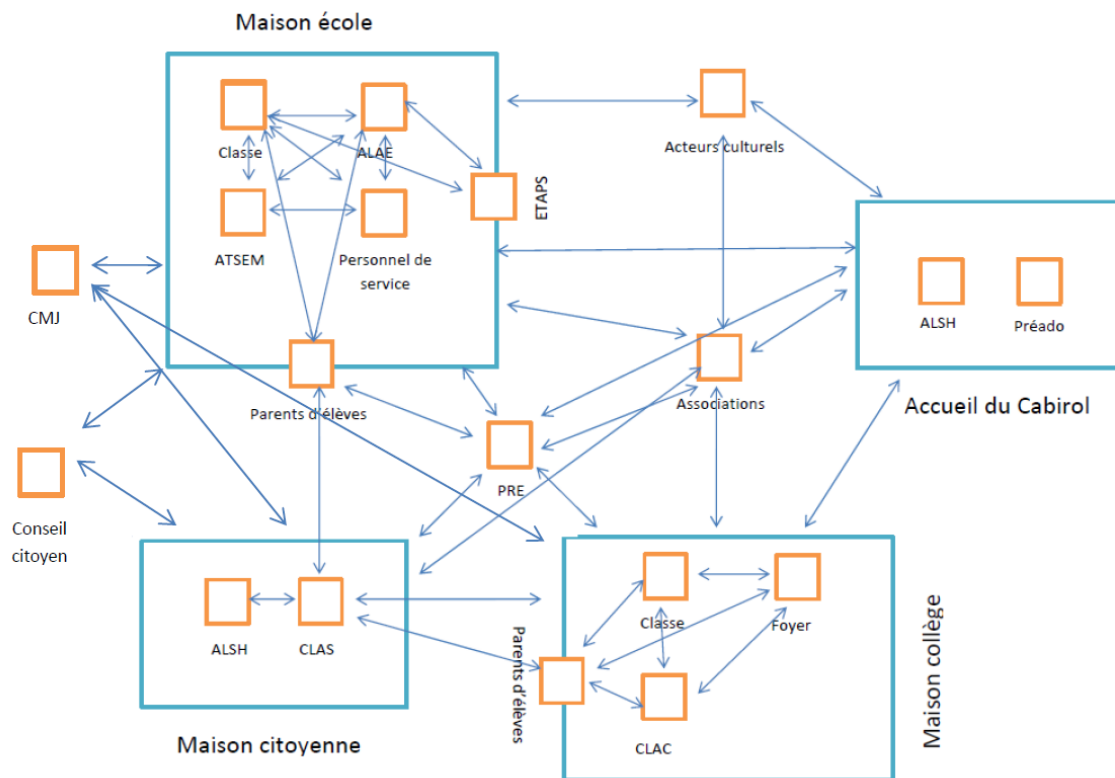 Maison école
Classe
ALAE
Acteurs culturels
ETAPS
ATSEM
Personnel de
service
CMJ
ALSH
Préado
Parents d'élèves
Associations
Accueil du Cabirol
PRE
Conseil
citoyen
Classe
Foyer
ALSH
CLAS
Parents
d'élèves
CLAC
Maison collège
Maison citoyenne